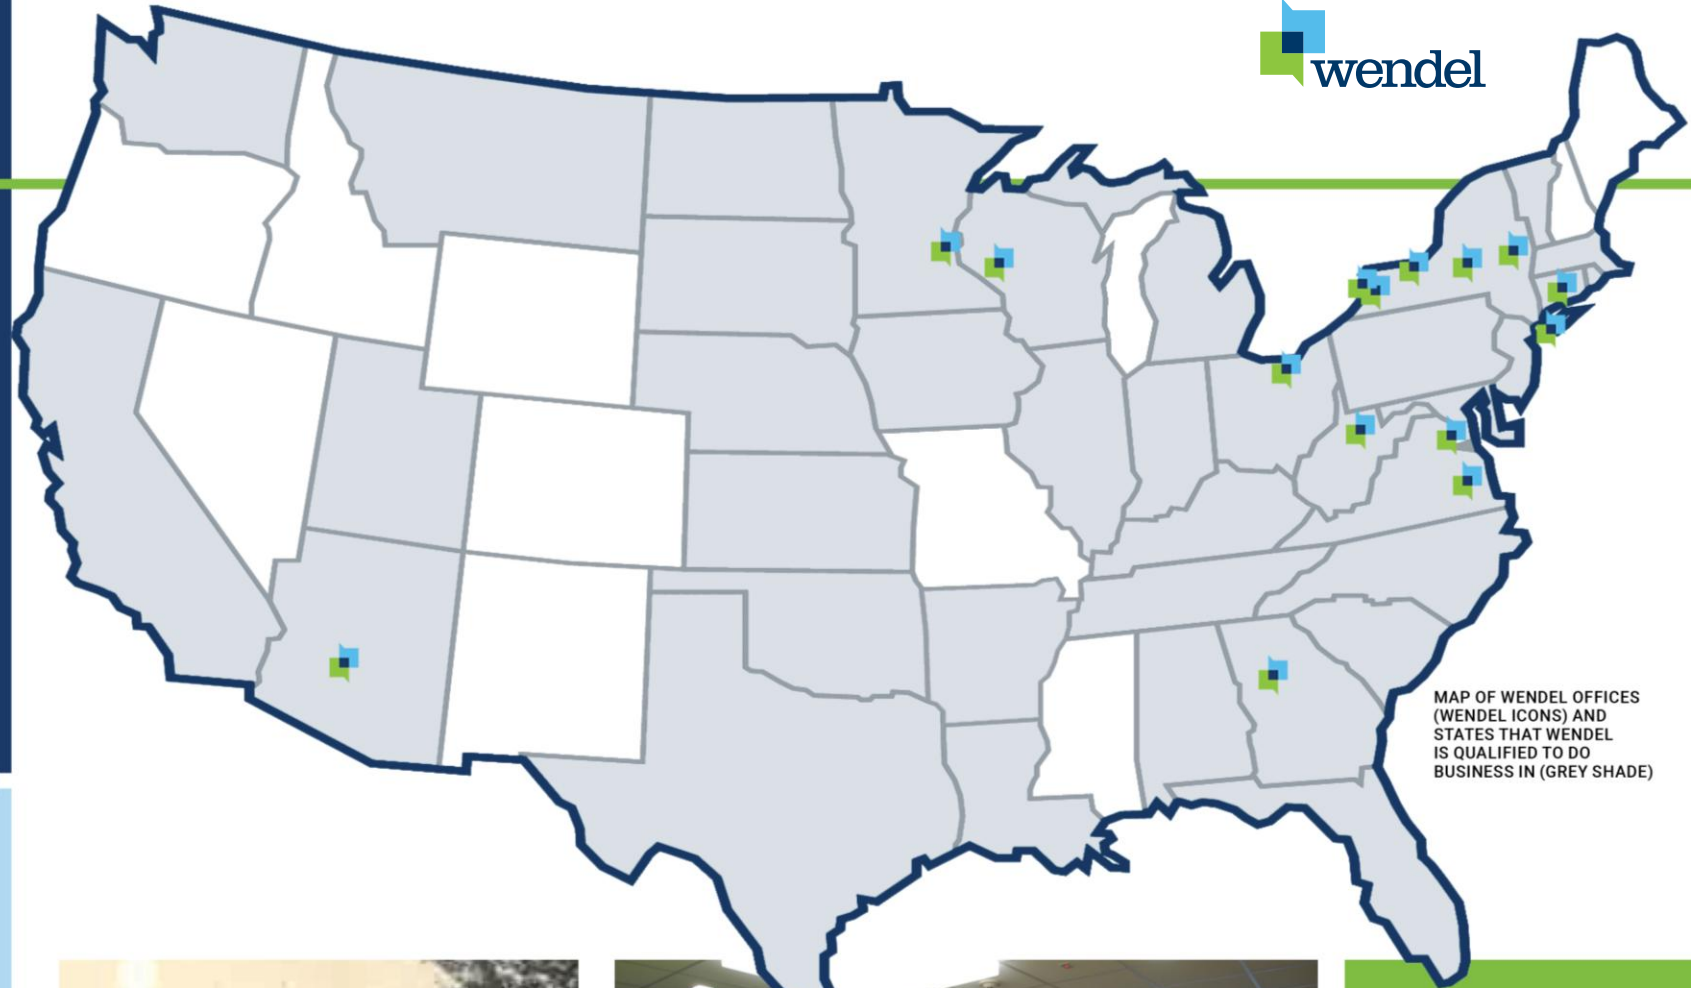 wendel
MAP OF WENDEL OFFICES
(WENDEL ICONS) AND
STATES THAT WENDEL
IS QUALIFIED TO DO
BUSINESS IN (GREY SHADE)